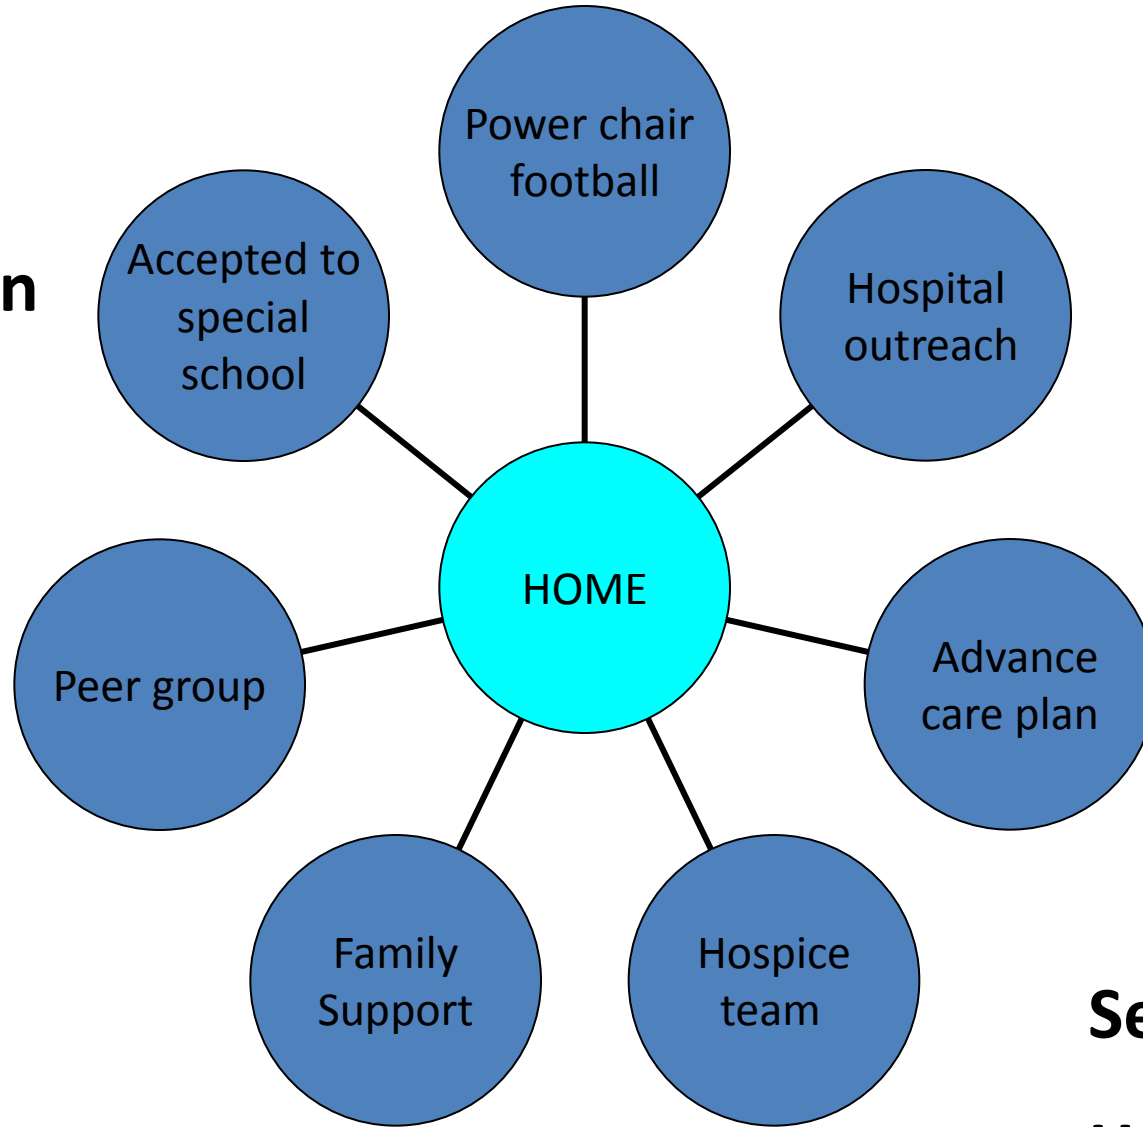 Power chair
football
Accepted to
special
school
n
Hospital
outreach
HOME
Peer group
Advance
care plan
Family
Support
Hospice
team
Se